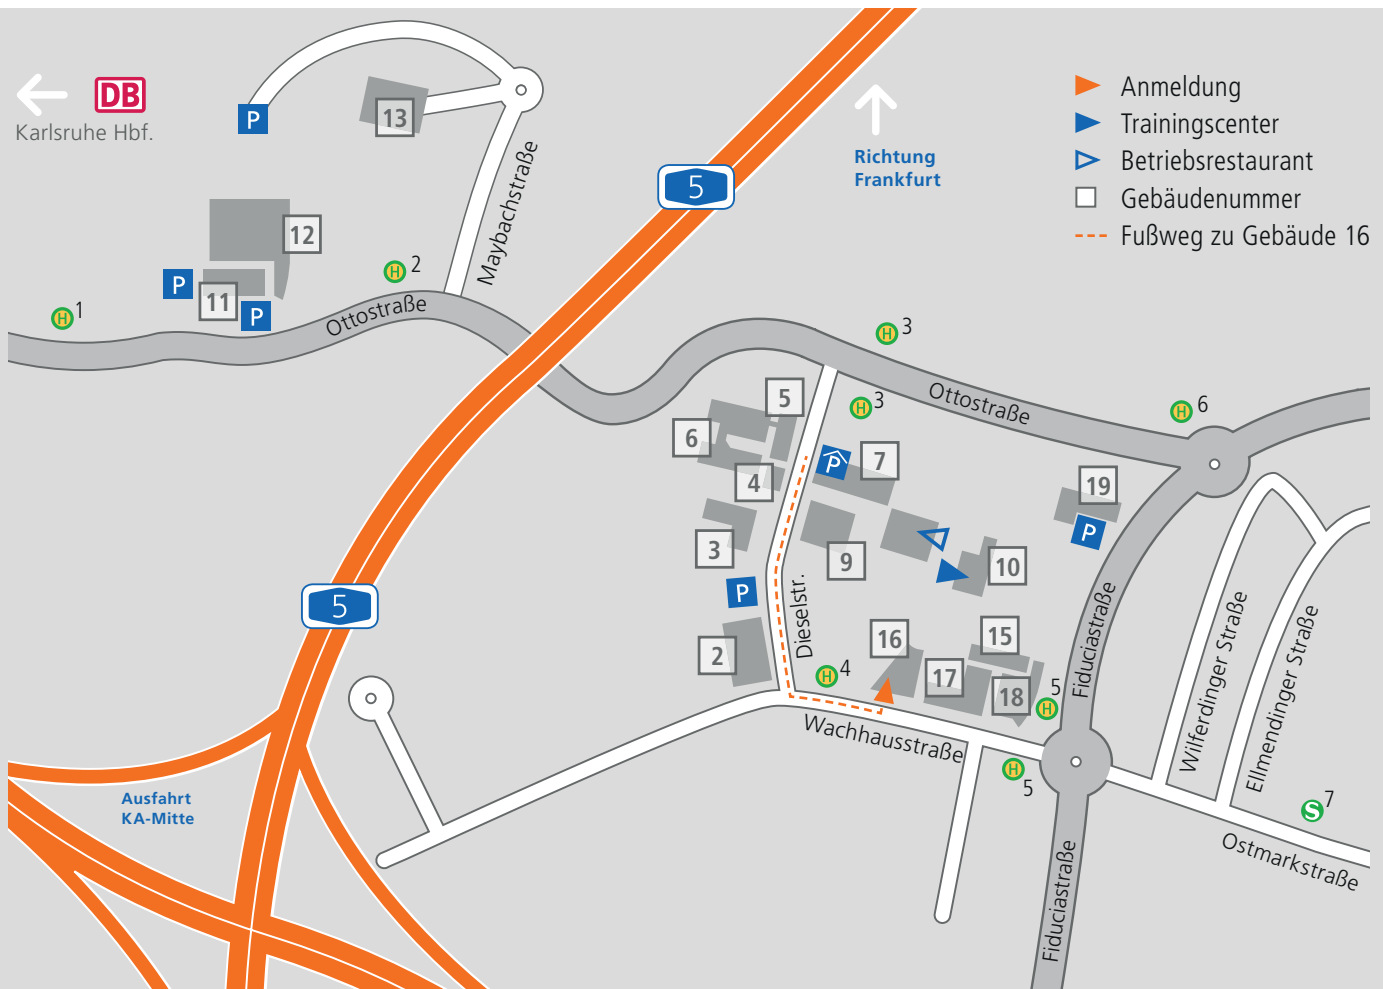 DB
Karlsruhe Hbf.
P
13
Maybachstraße
5
Richtung
Frankfurt
Anmeldung
Trainingscenter
Betriebsrestaurant
Gebäudenummer
Fußweg zu Gebäude 16
12
P
11
P
H 1
H 2
Ottostraße
H 3
H 3
Ottostraße
H 6
5
6
4
P
7
3
9
10
19
P
P
2
Dieselstr.
16
15
17
18
H 4
H 5
H 5
Wachhausstraße
Fiduciastraße
Wilferdinger Straße
Ellmendinger Straße
S 7
Ostmarkstraße
Fiduciastraße
5
Ausfahrt
KA-Mitte